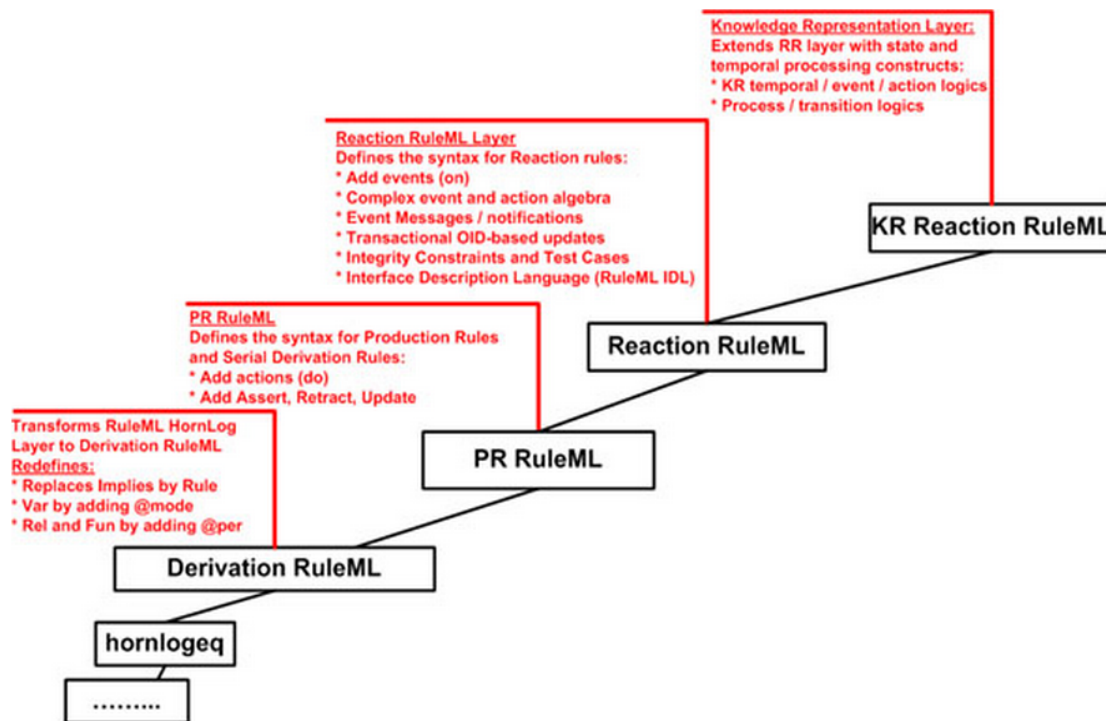 Knowledge Representation Layer:
Extends RR layer with state and
temporal processing constructs:
* KR temporal / event / action logics
* Process / transition logics
Reaction RuleML Layer
Defines the syntax for Reaction rules:
* Add events (on)
* Complex event and action algebra
* Event Messages / notifications
* Transactional OID-based updates
* Integrity Constraints and Test Cases
* Interface Description Language (RuleML IDL)
KR Reaction RuleML
PR RuleML
Defines the syntax for Production Rules
and Serial Derivation Rules:
* Add actions (do)
* Add Assert, Retract, Update
Reaction RuleML
Transforms RuleML HornLog
Layer to Derivation RuleML
Redefines:
* Replaces Implies by Rule
* Var by adding @mode
* Rel and Fun by adding @per
PR RuleML
Derivation RuleML
hornlogeq
.........